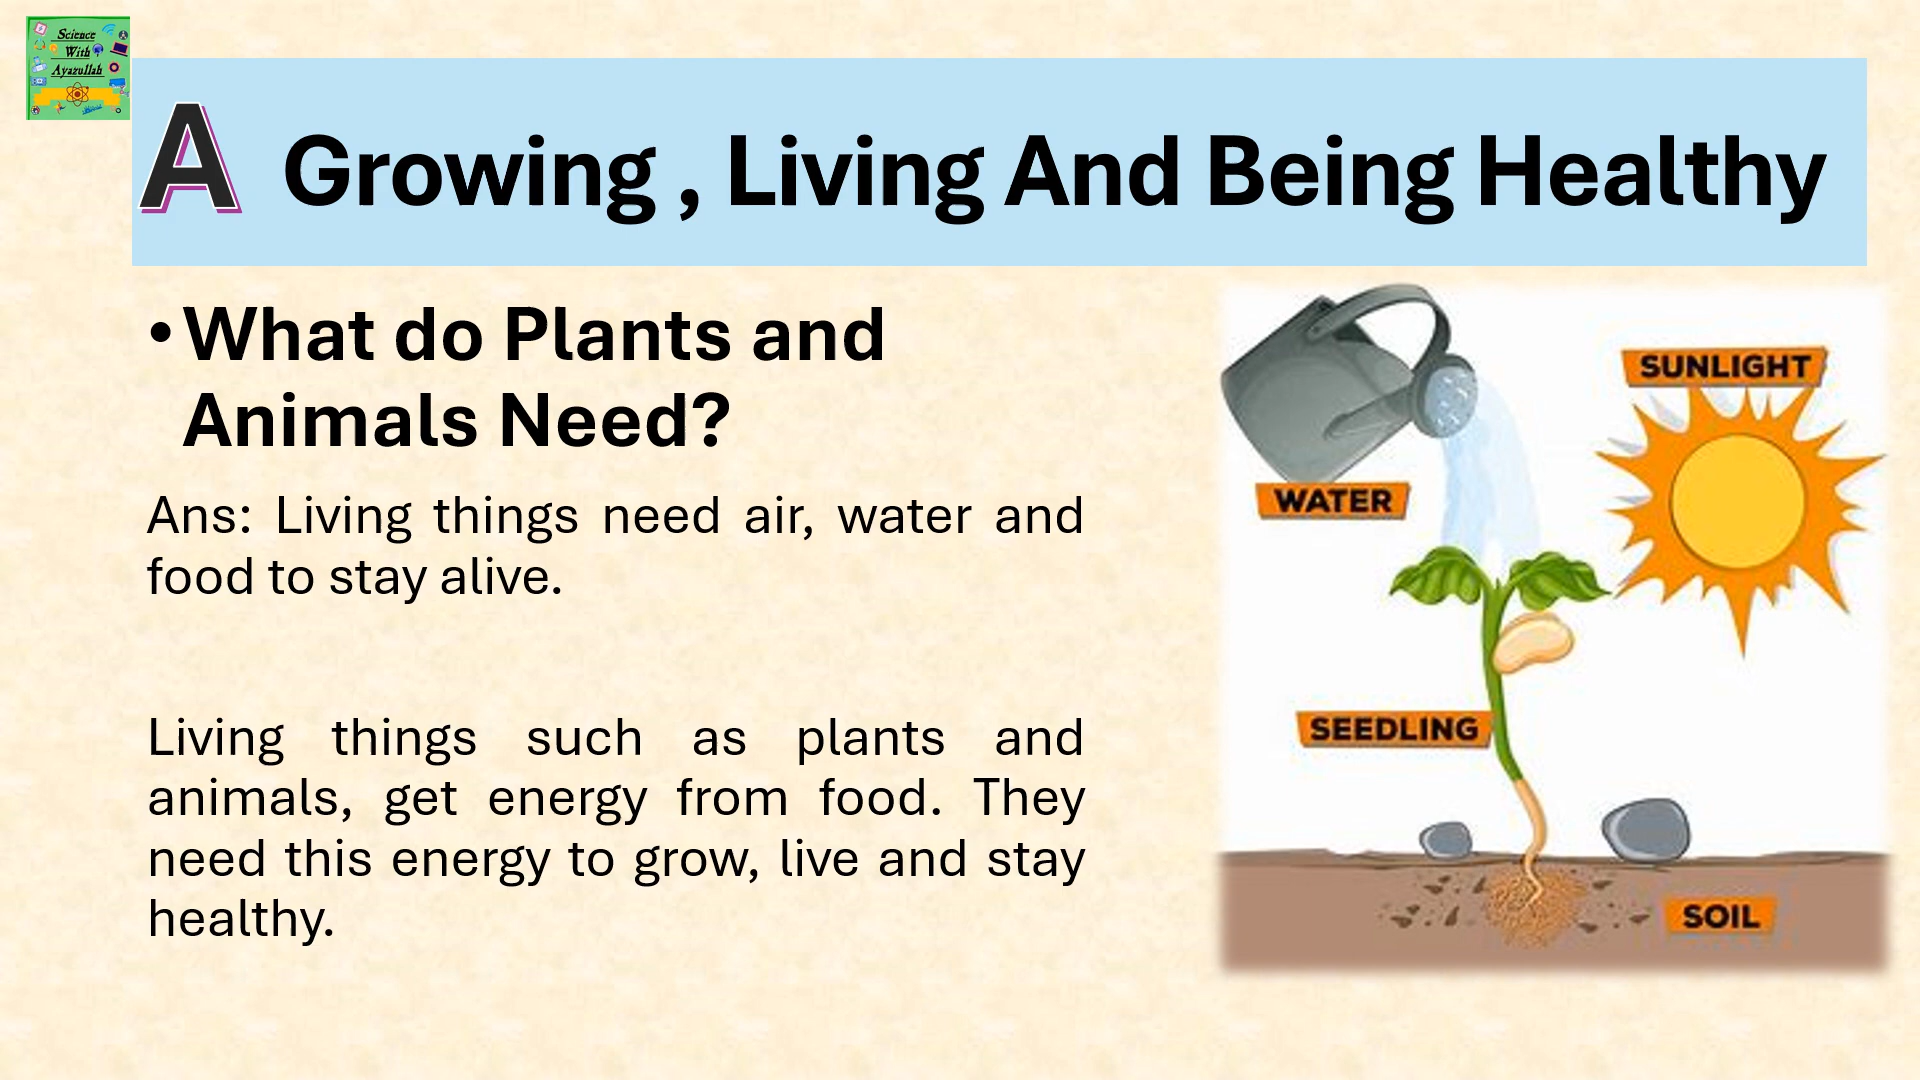 Science
With
Ayazullah
A Growing , Living And Being Healthy
• What do Plants and
Animals Need?
Ans: Living things need air, water and
food to stay alive.
Living things such as plants and
animals, get energy from food. They
need this energy to grow, live and stay
healthy.
SUNLIGHT
WATER
SEEDLING
SOIL